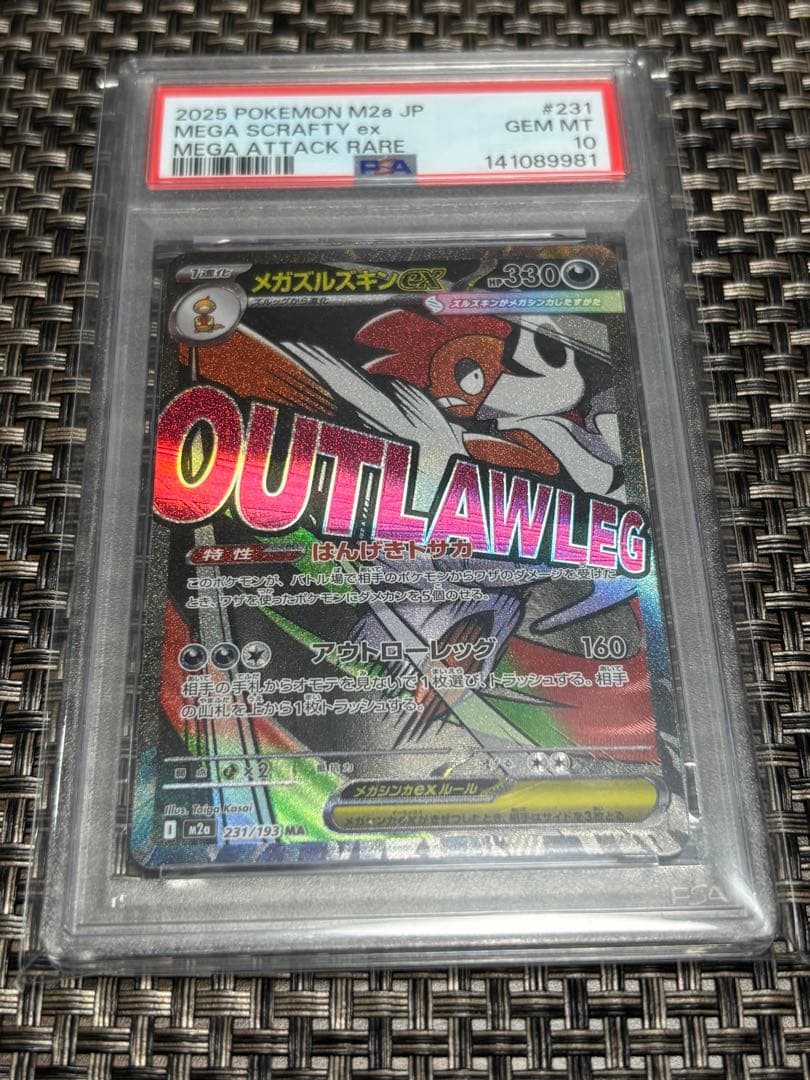 2025 POKEMON M2a JP #231
MEGA SCRAFTY ex GEM MT
MEGA ATTACK RARE 10
PSA 141089981
1進化 メガズルズキンex HP330
ズルッグから進化 ズルズキンがメガシンカしたすがた
OUTLAW LEG
特性 はんげきトサカ
このポケモンが、バトル場で相手のポケモンからワザのダメージを受けた
とき、ワザを使ったポケモンにダメカンを5個のせる。
アウトローレッグ 160
相手の手札からオモテを見ないで1枚選び、トラッシュする。相手
の山札を上から1枚トラッシュする。
弱点 ×2 抵抗力
メガシンカexルール
Illus. Taiga Kasai
I M2a 231/193 MA
PSA